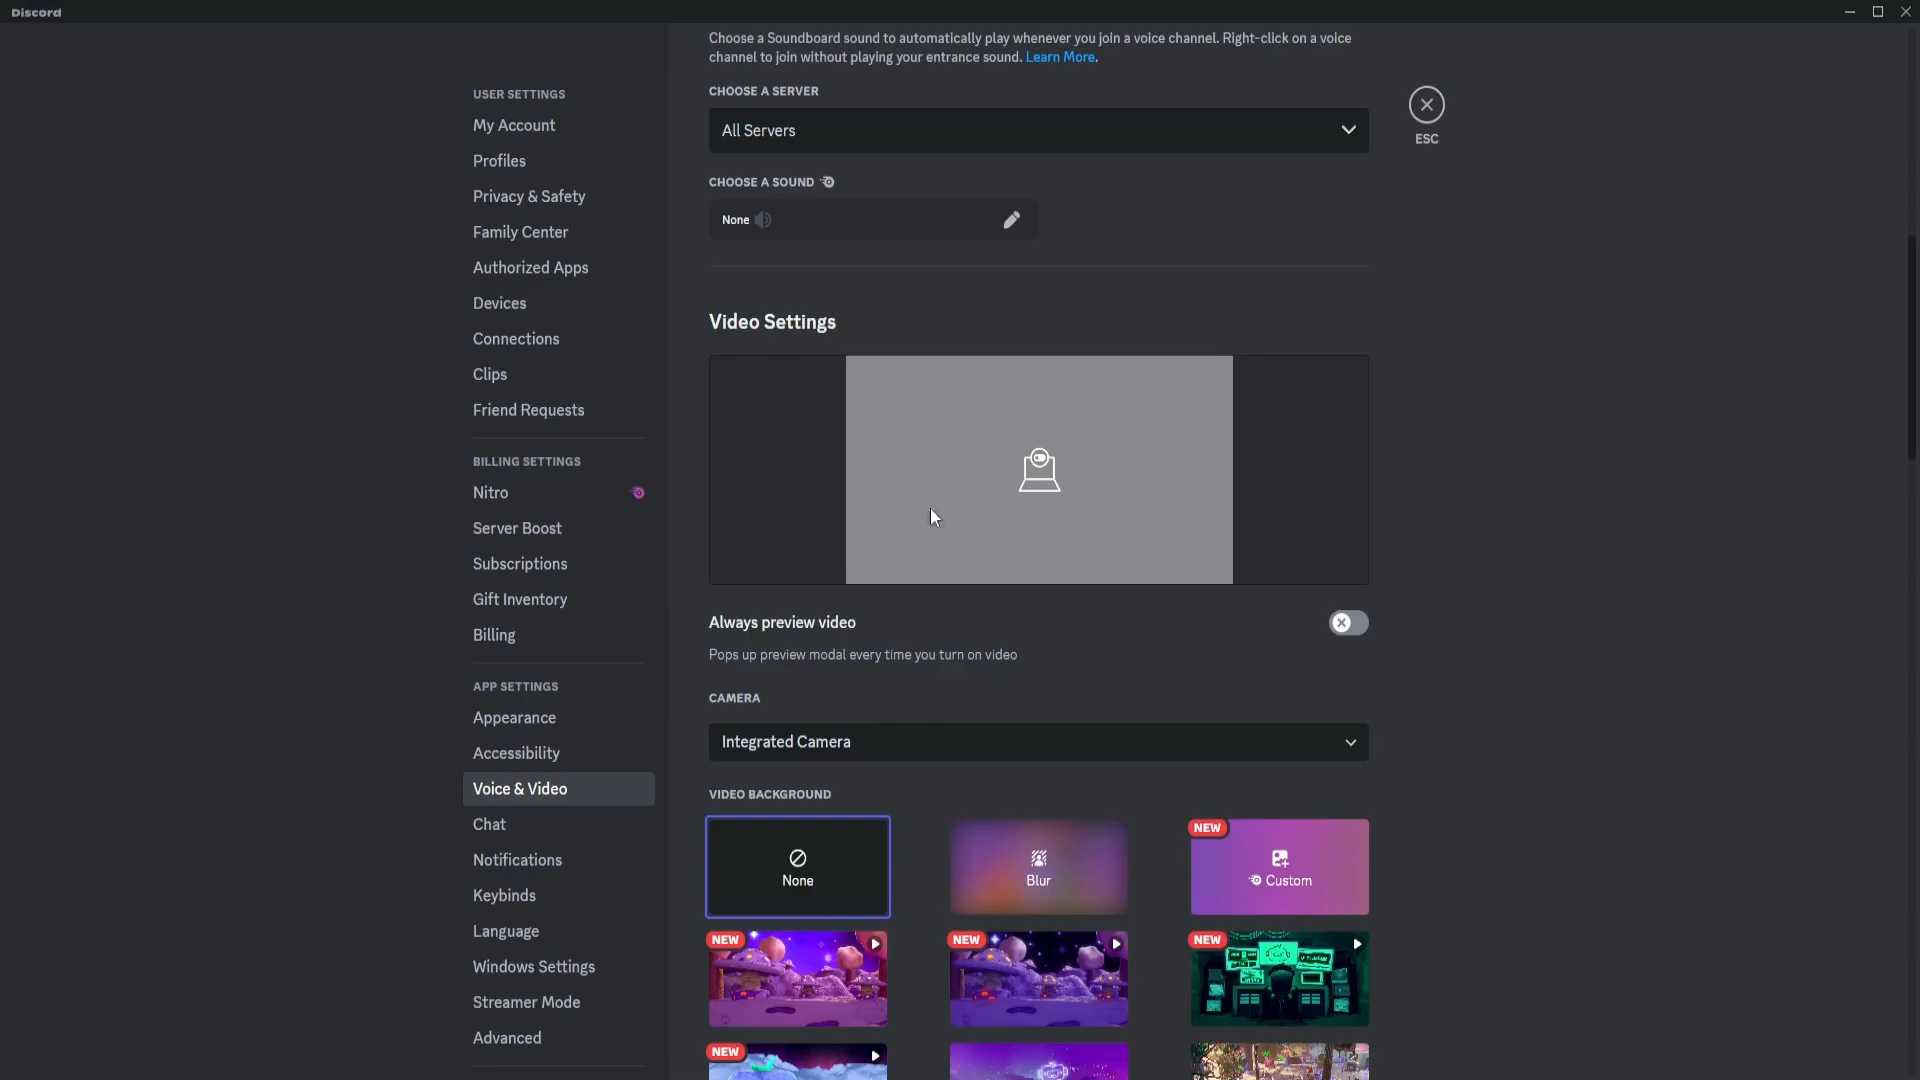 Discord
USER SETTINGS
My Account
Profiles
Privacy & Safety
Family Center
Authorized Apps
Devices
Connections
Clips
Friend Requests
BILLING SETTINGS
Nitro
Server Boost
Subscriptions
Gift Inventory
Billing
APP SETTINGS
Appearance
Accessibility
Voice & Video
Chat
Notifications
Keybinds
Language
Windows Settings
Streamer Mode
Advanced
Choose a Soundboard sound to automatically play whenever you join a voice channel. Right-click on a voice
channel to join without playing your entrance sound. Learn More.
CHOOSE A SERVER
All Servers
CHOOSE A SOUND
None
Video Settings
Always preview video
Pops up preview modal every time you turn on video
CAMERA
Integrated Camera
VIDEO BACKGROUND
None
Blur
NEW
Custom
NEW
NEW
NEW
NEW
ESC